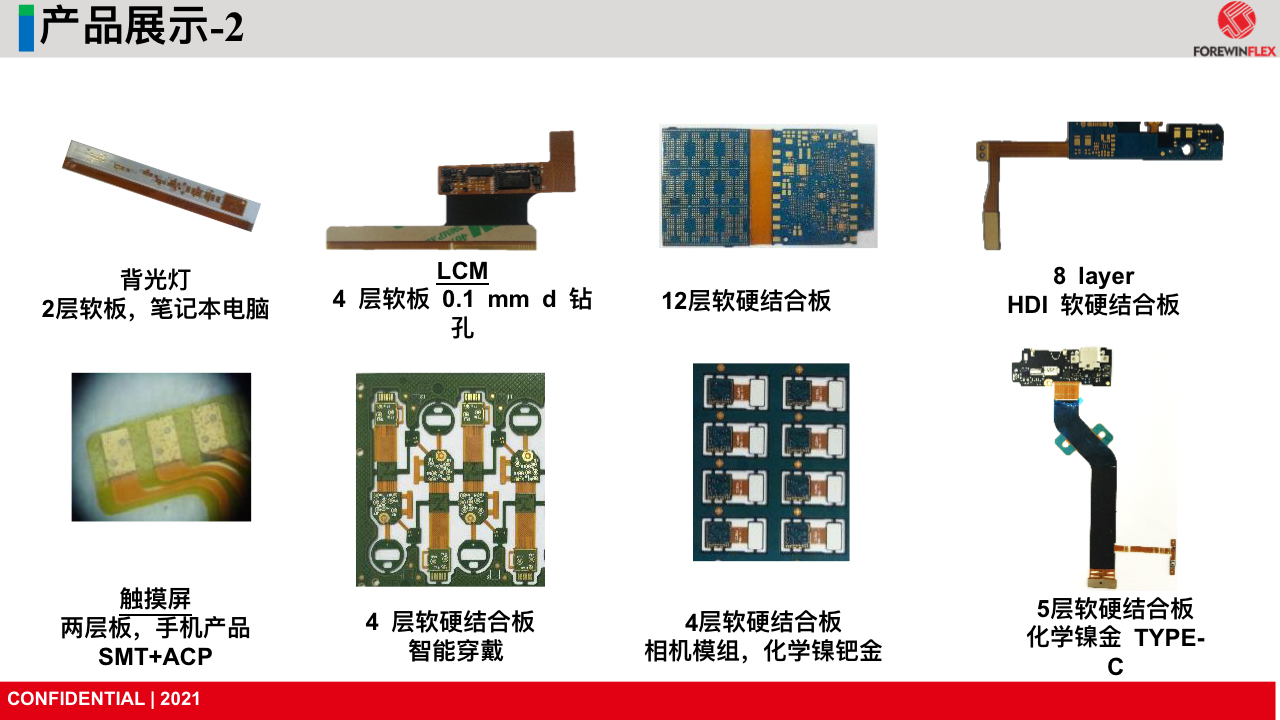 产品展示-2
FOREWINFLEX
背光灯
2层软板，笔记本电脑
LCM
4 层软板 0.1 mm d 钻
孔
12层软硬结合板
8 layer
HDI 软硬结合板
触摸屏
两层板，手机产品
SMT+ACP
4 层软硬结合板
智能穿戴
4层软硬结合板
相机模组，化学镍钯金
5层软硬结合板
化学镍金 TYPE-
C
CONFIDENTIAL | 2021